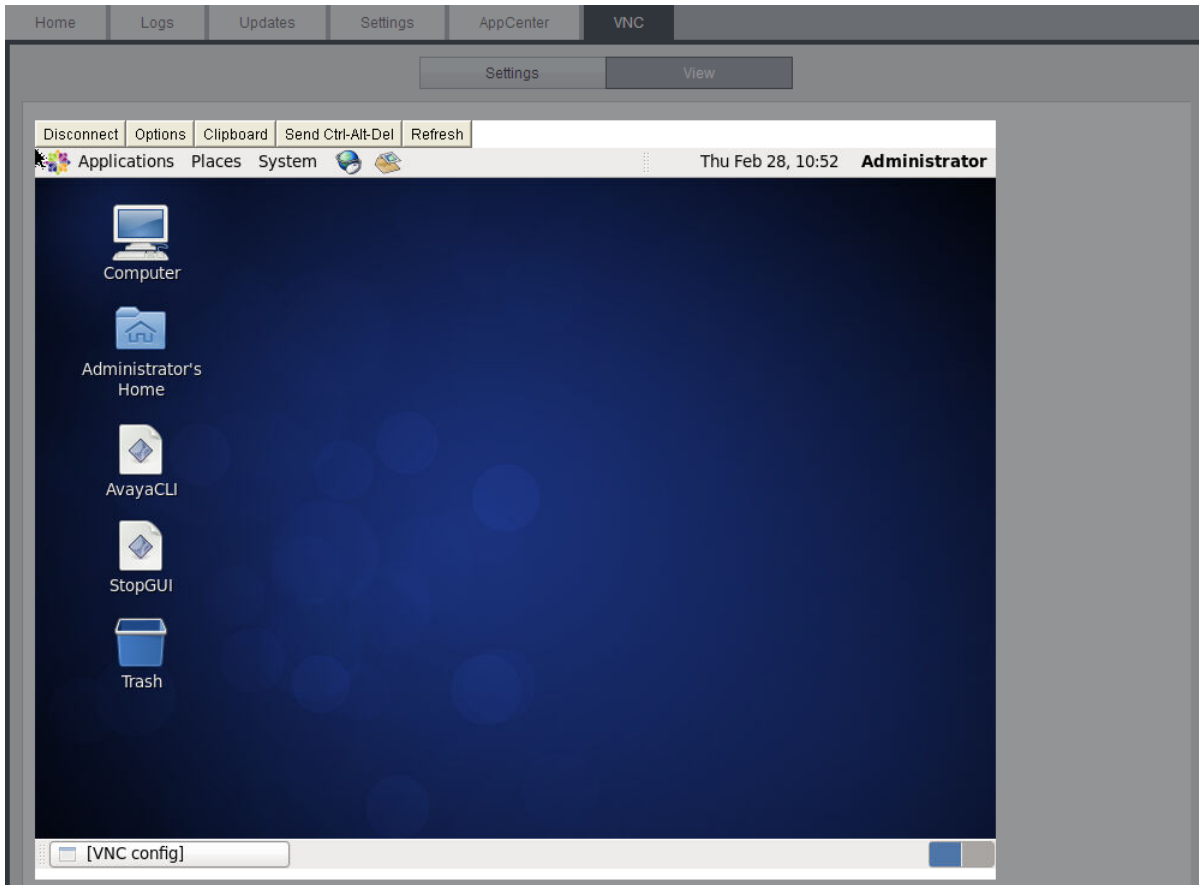 Home Logs Updates Settings AppCenter VNC
Settings View
Disconnect Options Clipboard Send Ctrl-Alt-Del Refresh
Applications Places System Thu Feb 28, 10:52 Administrator
Computer
Administrator's
Home
AvayaCLI
StopGUI
Trash
[VNC config]